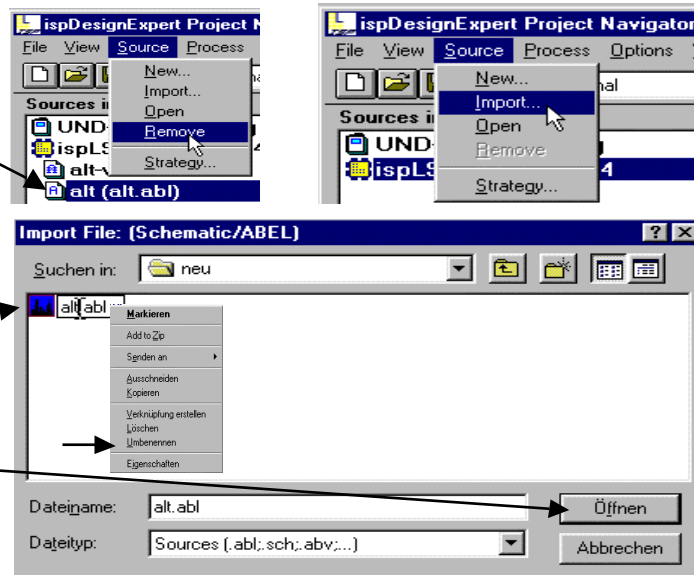 ispDesignExpert Project N
File View Source Process
New...
Import...
Open
Remove
Strategy...
Sources i
UND-
ispLS
4
alt-v
alt (alt.abl)
ispDesignExpert Project Navigator
File View Source Process Options
New...
Import...
Open
Remove
Strategy...
nal
Sources i
UND-
ispLS
4
Import File: (Schematic/ABEL)
Suchen in: neu
alt.abl
Markieren
Add to Zip
Senden an
Ausschneiden
Kopieren
Verknüpfung erstellen
Löschen
Umbenennen
Eigenschaften
Dateiname: alt.abl Öffnen
Dateityp: Sources (.abl;.sch;.abv;...) Abbrechen